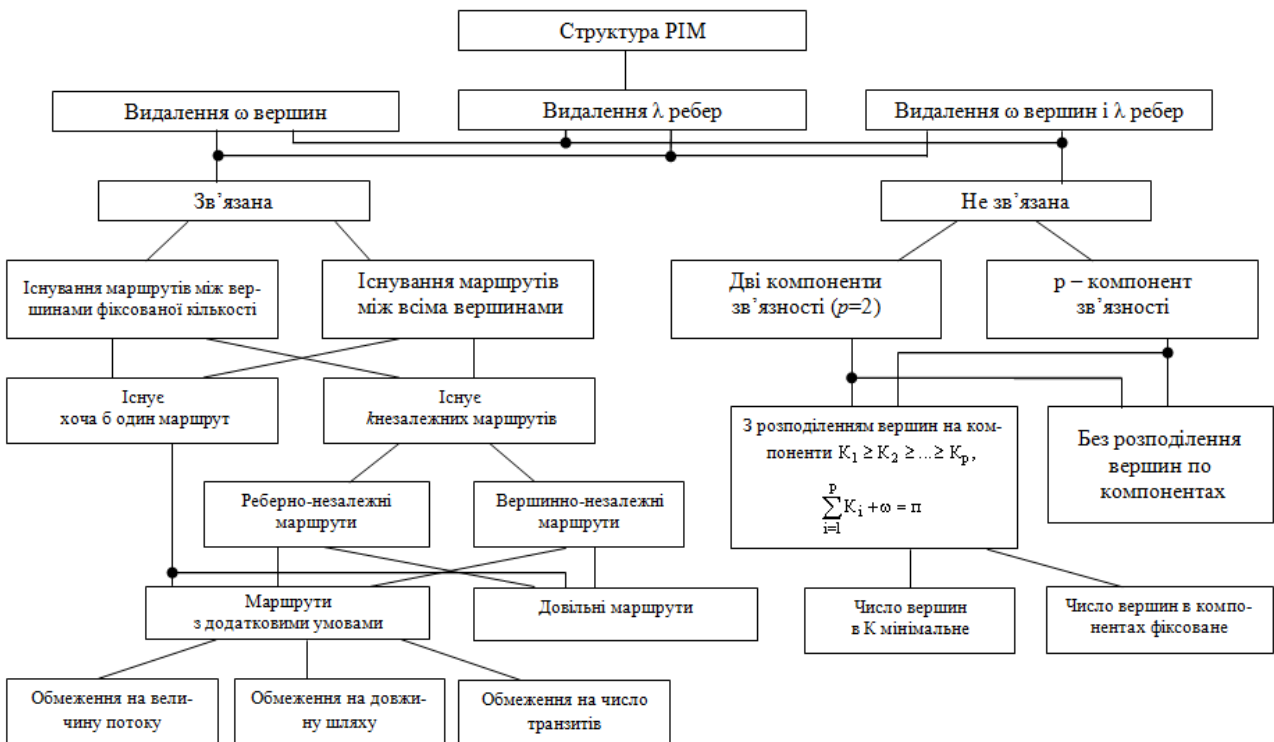 Структура РІМ
Видалення ω вершин
Видалення λ ребер
Видалення ω вершин і λ ребер
Зв’язана
Не зв’язана
Існування маршрутів між вер-
шинами фіксованої кількості
Існування маршрутів
між всіма вершинами
Дві компоненти
зв’язності (p=2)
р – компонент
зв’язності
Існує
хоча б один маршрут
Існує
kнезалежних маршрутів
З розподіленням вершин на ком-
поненти K₁ ≥ K₂ ≥ ... ≥ Kₚ,
∑ᵢ₌₁ᵖ Kᵢ + ω = п
Без розподілення
вершин по
компонентах
Реберно-незалежні
маршрути
Вершинно-незалежні
маршрути
Маршрути
з додатковими умовами
Довільні маршрути
Число вершин
в К мінімальне
Число вершин в компо-
нентах фіксоване
Обмеження на вели-
чину потоку
Обмеження на довжи-
ну шляху
Обмеження на число
транзитів